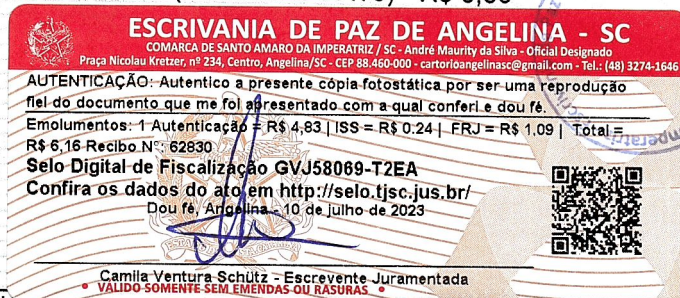 ESCRIVANIA DE PAZ DE ANGELINA - SC
COMARCA DE SANTO AMARO DA IMPERATRIZ / SC - André Maurity da Silva - Oficial Designado
Praça Nicolau Kretzer, nº 234, Centro, Angelina/SC - CEP 88.460-000 - cartorioangelinasc@gmail.com - Tel.: (48) 3274-1646
AUTENTICAÇÃO: Autentico a presente cópia fotostática por ser uma reprodução
fiel do documento que me foi apresentado com a qual conferi e dou fé.
Emolumentos: 1 Autenticação = R$ 4,83 | ISS = R$ 0.24 | FRJ = R$ 1,09 | Total =
R$ 6,16 Recibo Nº: 62830
Selo Digital de Fiscalização GVJ58069-T2EA
Confira os dados do ato em http://selo.tjsc.jus.br/
Dou fé, Angelina - 10 de julho de 2023
Camila Ventura Schütz - Escrevente Juramentada
• VÁLIDO SOMENTE SEM EMENDAS OU RASURAS •